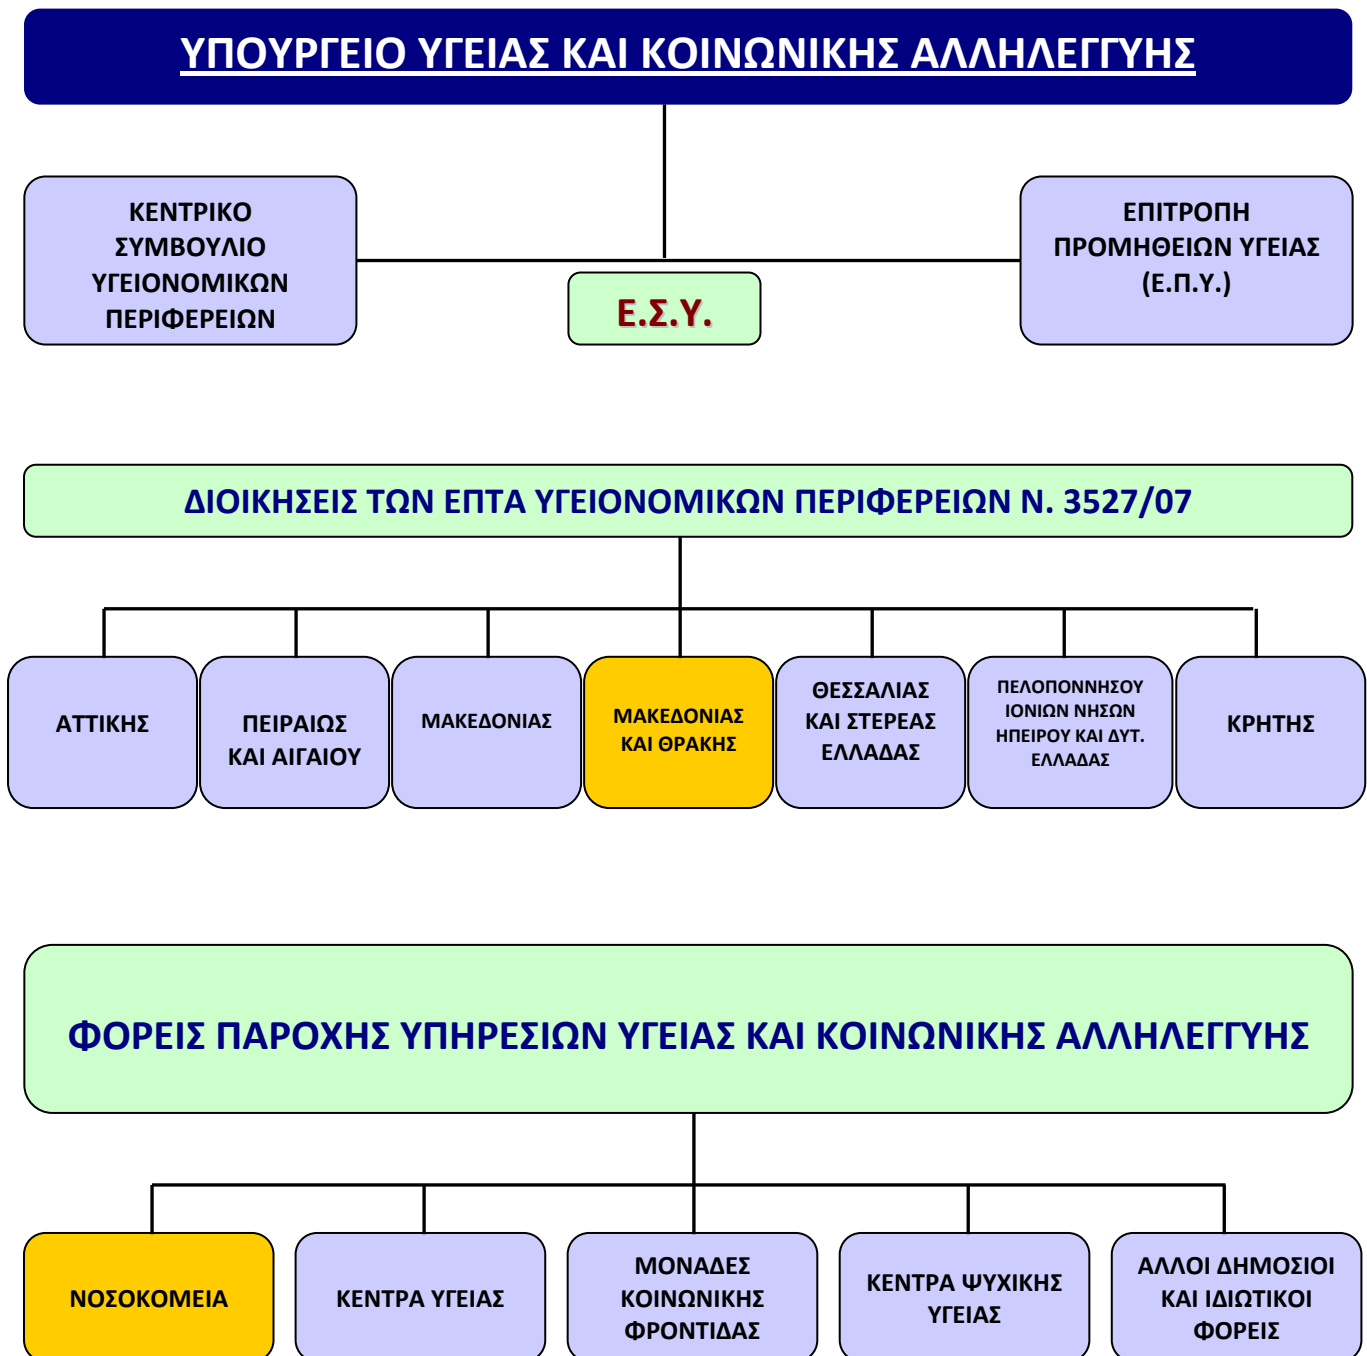 ΥΠΟΥΡΓΕΙΟ ΥΓΕΙΑΣ ΚΑΙ ΚΟΙΝΩΝΙΚΗΣ ΑΛΛΗΛΕΓΓΥΗΣ
ΚΕΝΤΡΙΚΟ
ΣΥΜΒΟΥΛΙΟ
ΥΓΕΙΟΝΟΜΙΚΩΝ
ΠΕΡΙΦΕΡΕΙΩΝ
Ε.Σ.Υ.
ΕΠΙΤΡΟΠΗ
ΠΡΟΜΗΘΕΙΩΝ ΥΓΕΙΑΣ
(Ε.Π.Υ.)
ΔΙΟΙΚΗΣΕΙΣ ΤΩΝ ΕΠΤΑ ΥΓΕΙΟΝΟΜΙΚΩΝ ΠΕΡΙΦΕΡΕΙΩΝ Ν. 3527/07
ΑΤΤΙΚΗΣ
ΠΕΙΡΑΙΩΣ
ΚΑΙ ΑΙΓΑΙΟΥ
ΜΑΚΕΔΟΝΙΑΣ
ΜΑΚΕΔΟΝΙΑΣ
ΚΑΙ ΘΡΑΚΗΣ
ΘΕΣΣΑΛΙΑΣ
ΚΑΙ ΣΤΕΡΕΑΣ
ΕΛΛΑΔΑΣ
ΠΕΛΟΠΟΝΝΗΣΟΥ
ΙΟΝΙΩΝ ΝΗΣΩΝ
ΗΠΕΙΡΟΥ ΚΑΙ ΔΥΤ.
ΕΛΛΑΔΑΣ
ΚΡΗΤΗΣ
ΦΟΡΕΙΣ ΠΑΡΟΧΗΣ ΥΠΗΡΕΣΙΩΝ ΥΓΕΙΑΣ ΚΑΙ ΚΟΙΝΩΝΙΚΗΣ ΑΛΛΗΛΕΓΓΥΗΣ
ΝΟΣΟΚΟΜΕΙΑ
ΚΕΝΤΡΑ ΥΓΕΙΑΣ
ΜΟΝΑΔΕΣ
ΚΟΙΝΩΝΙΚΗΣ
ΦΡΟΝΤΙΔΑΣ
ΚΕΝΤΡΑ ΨΥΧΙΚΗΣ
ΥΓΕΙΑΣ
ΑΛΛΟΙ ΔΗΜΟΣΙΟΙ
ΚΑΙ ΙΔΙΩΤΙΚΟΙ
ΦΟΡΕΙΣ